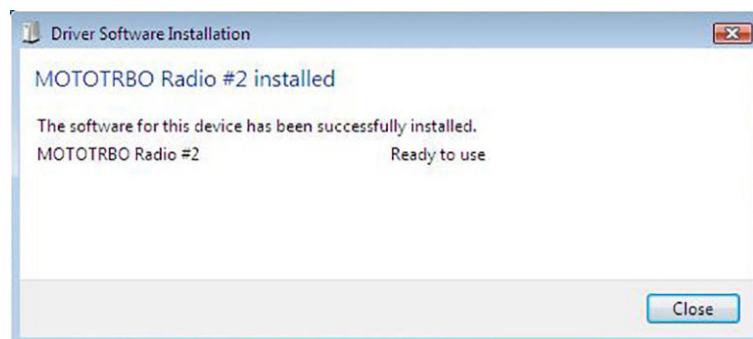 Driver Software Installation
MOTOTRBO Radio #2 installed
The software for this device has been successfully installed.
MOTOTRBO Radio #2 Ready to use
Close